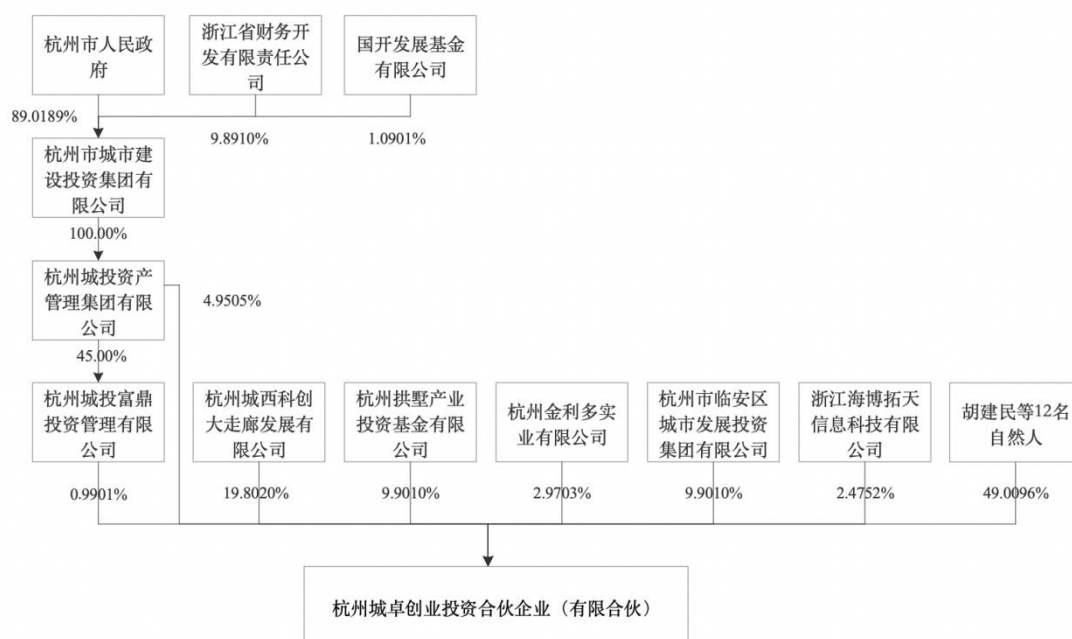 杭州市人民政
府
浙江省财务开
发有限责任公
司
国开发展基金
有限公司
89.0189%
9.8910%
1.0901%
杭州市城市建
设投资集团有
限公司
100.00%
杭州城投资产
管理集团有限
公司
4.9505%
45.00%
杭州城投富鼎
投资管理有限
公司
杭州城西科创
大走廊发展有
限公司
杭州拱墅产业
投资基金有限
公司
杭州金利多实
业有限公司
杭州市临安区
城市发展投资
集团有限公司
浙江海博拓天
信息科技有限
公司
胡建民等12名
自然人
0.9901%
19.8020%
9.9010%
2.9703%
9.9010%
2.4752%
49.0096%
杭州城卓创业投资合伙企业（有限合伙）